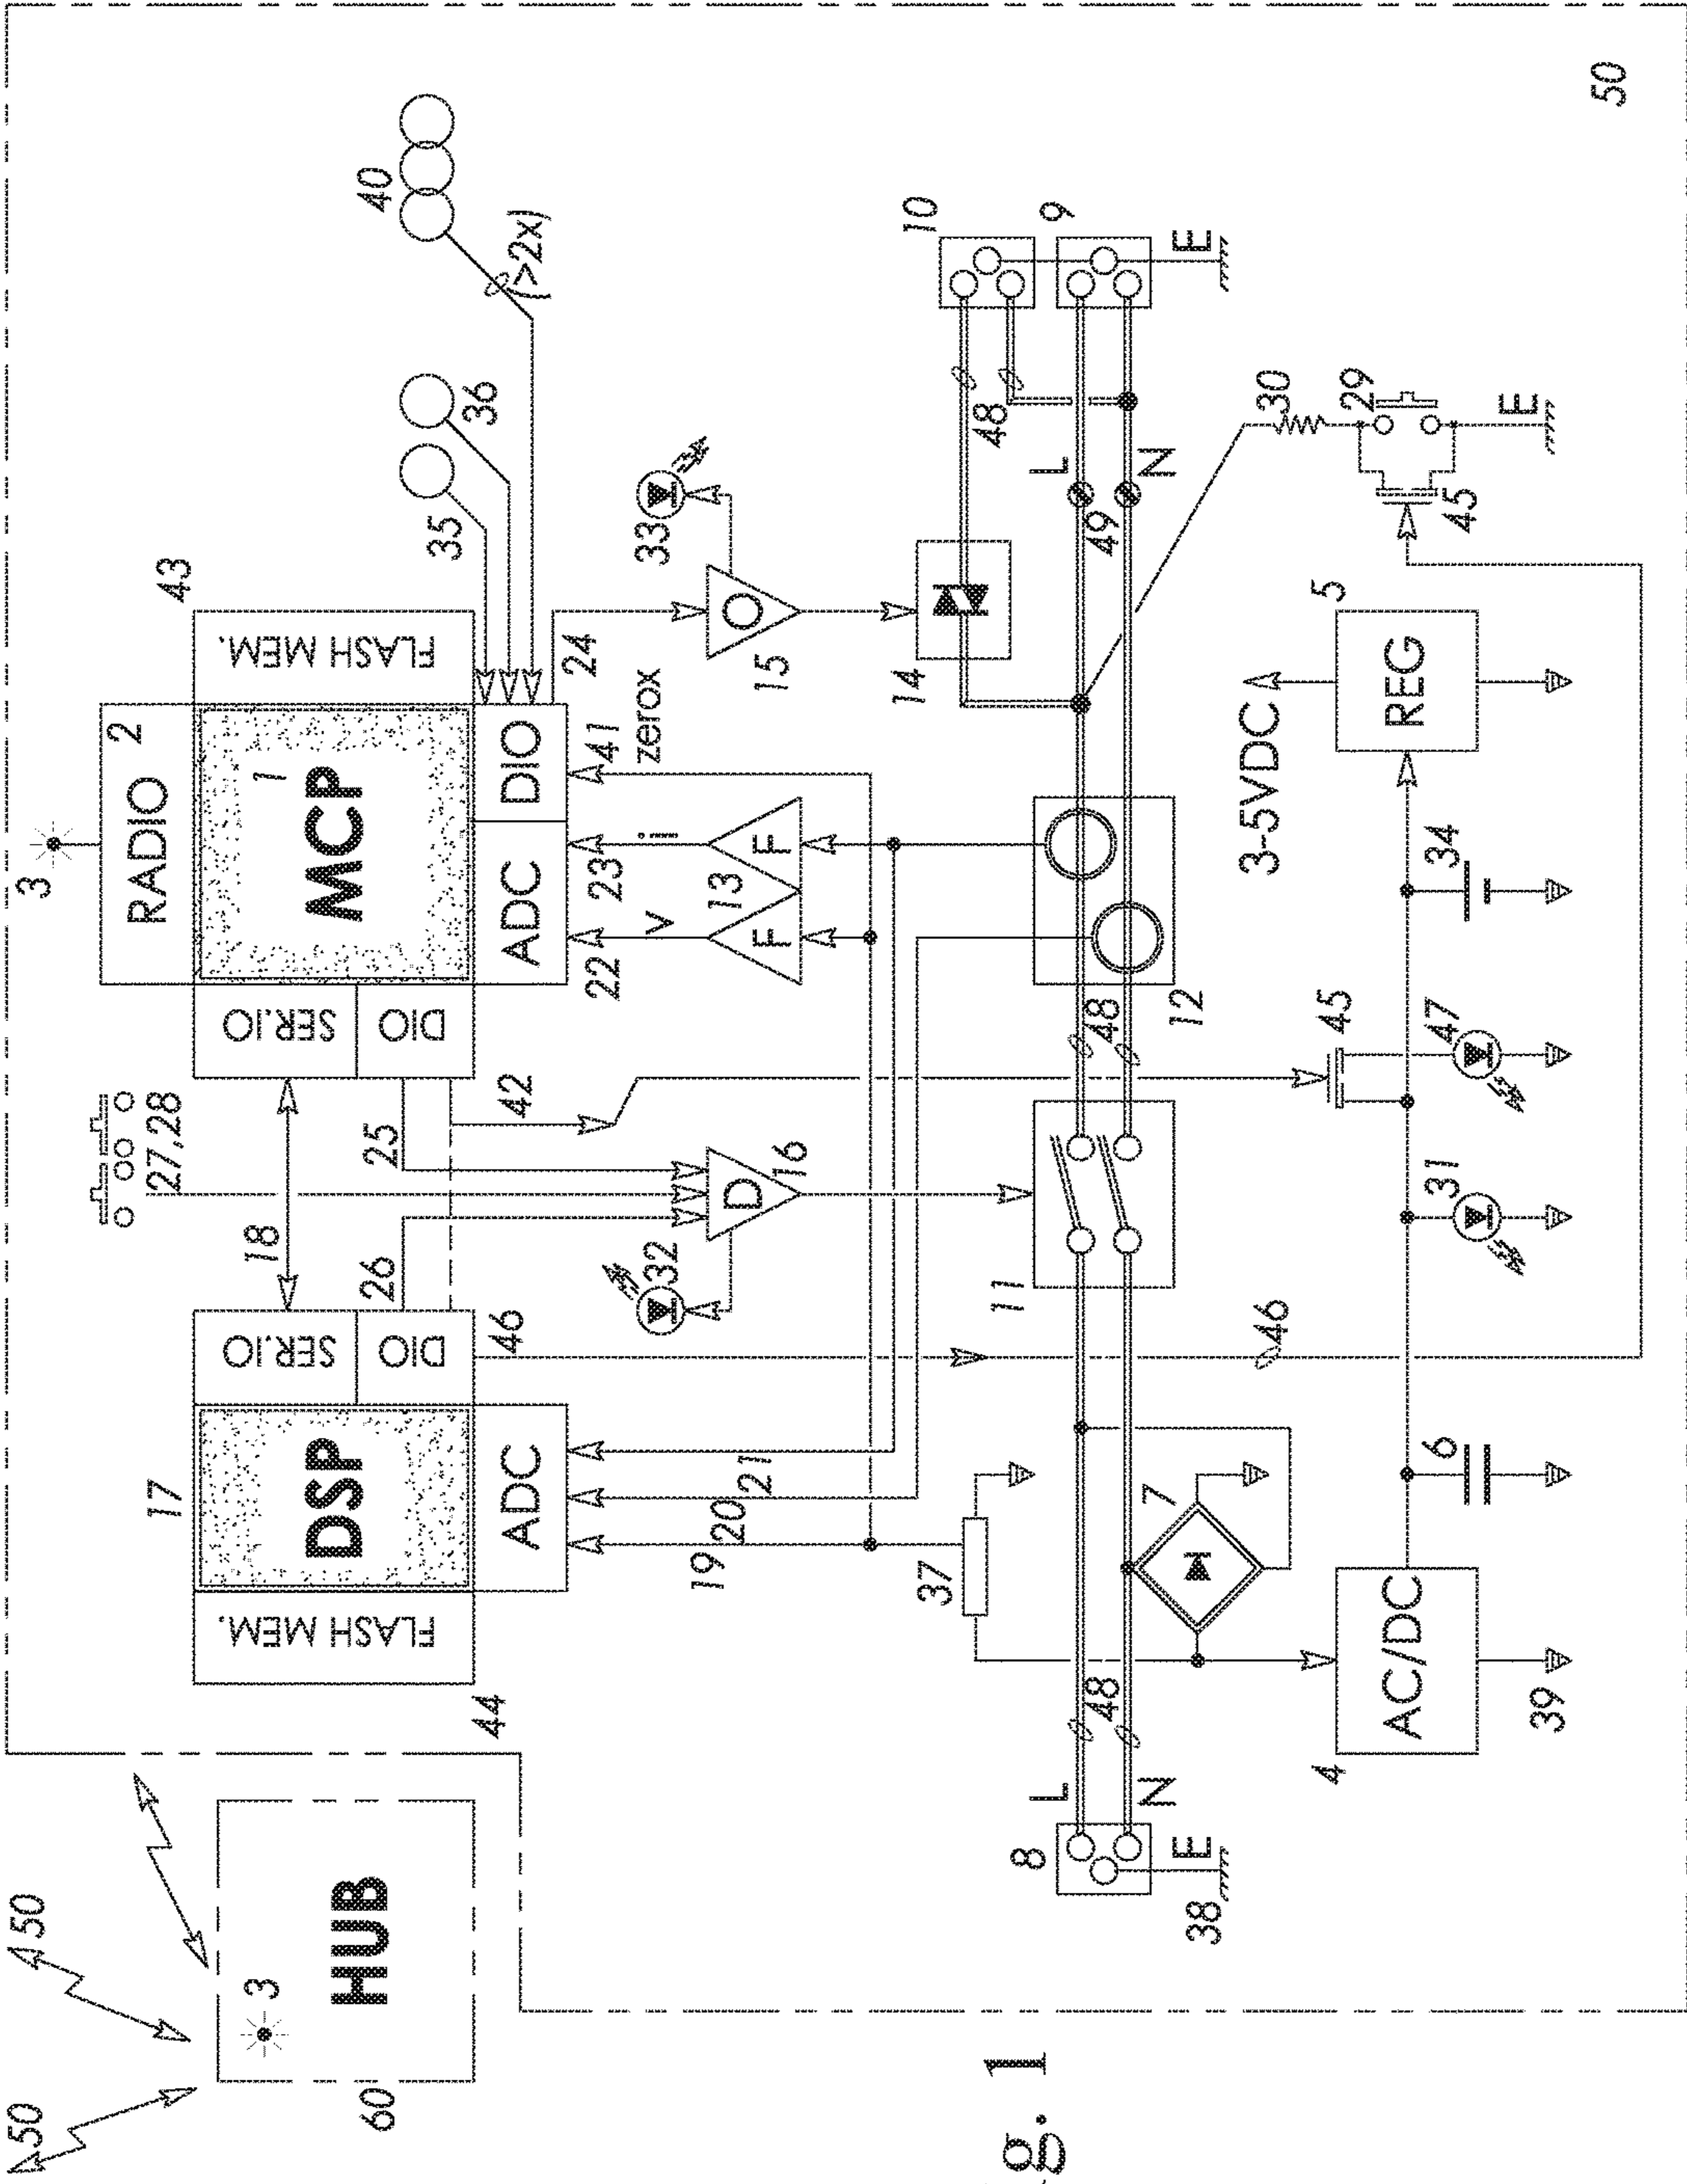 50
50
3
27,28
RADIO 2
17
43
3
18
FLASH MEM.
SER.IO
SER.IO
1
FLASH MEM.
HUB
DSP
MCP
60
26
25
40
DIO
DIO
35
36
44
46
42
ADC
ADC
DIO
24
(>2x)
22
23
41
32
v
i
zerox
33
19
20
21
D
16
F
13
F
O
15
37
14
10
g. 1
11
48
8
L
L
9
48
48
49
N
N
7
12
E
E
38
46
3-5VDC
30
4
45
5
29
AC/DC
6
31
47
34
REG
45
39
E
50